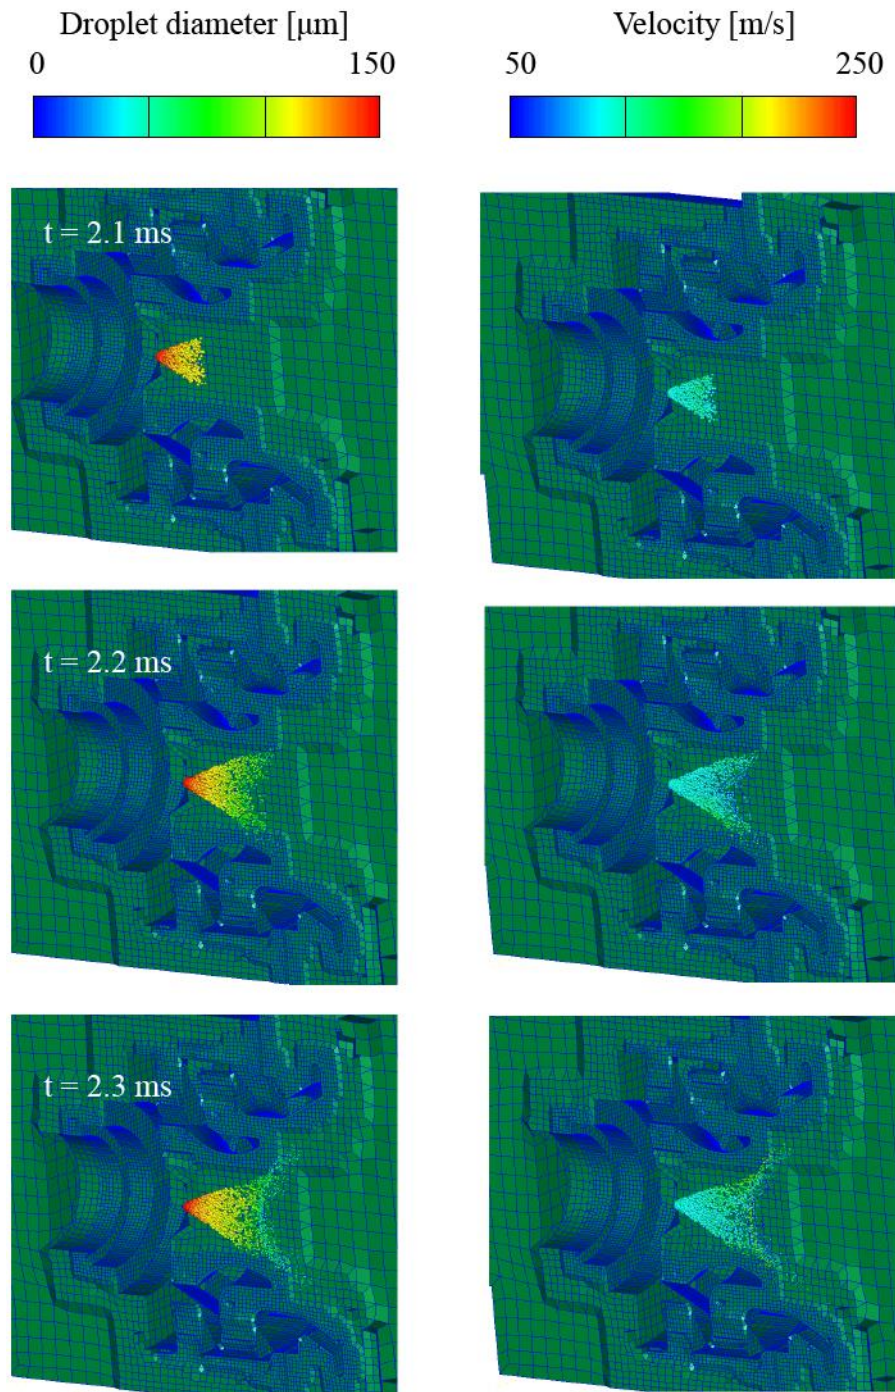 Droplet diameter [μm]
Velocity [m/s]
0
150
50
250
t = 2.1 ms
t = 2.2 ms
t = 2.3 ms